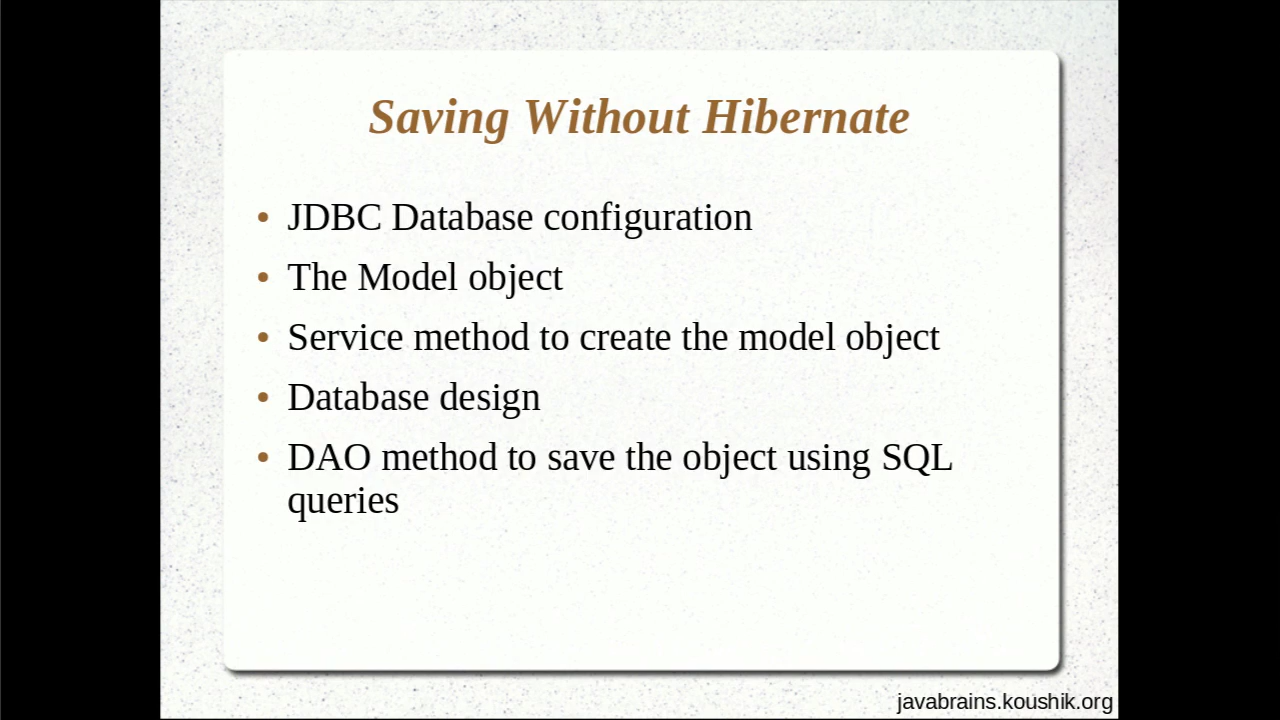 Saving Without Hibernate
• JDBC Database configuration
• The Model object
• Service method to create the model object
• Database design
• DAO method to save the object using SQL
queries
javabrains.koushik.org